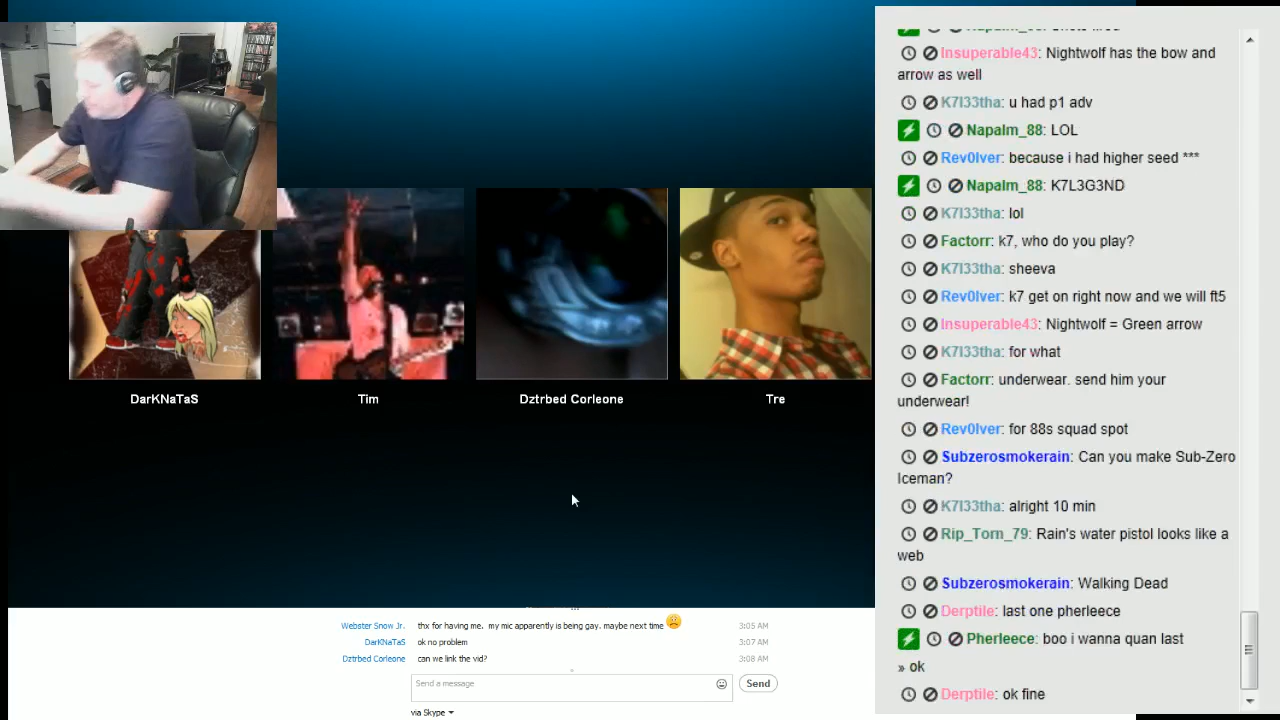 DarKNaTaS
Tim
Dztrbed Corleone
Tre
Webster Snow Jr. thx for having me. my mic apparently is being gay. maybe next time 3:05 AM
DarKNaTaS ok no problem 3:07 AM
Dztrbed Corleone can we link the vid? 3:08 AM
Send a message
Send
via Skype
Insuperable43: Nightwolf has the bow and
arrow as well
K7l33tha: u had p1 adv
Napalm_88: LOL
Rev0lver: because i had higher seed ***
Napalm_88: K7L3G3ND
K7l33tha: lol
Factorr: k7, who do you play?
K7l33tha: sheeva
Rev0lver: k7 get on right now and we will ft5
Insuperable43: Nightwolf = Green arrow
K7l33tha: for what
Factorr: underwear. send him your
underwear!
Rev0lver: for 88s squad spot
Subzerosmokerain: Can you make Sub-Zero
Iceman?
K7l33tha: alright 10 min
Rip_Torn_79: Rain's water pistol looks like a
web
Subzerosmokerain: Walking Dead
Derptile: last one pherleece
Pherleece: boo i wanna quan last
» ok
Derptile: ok fine